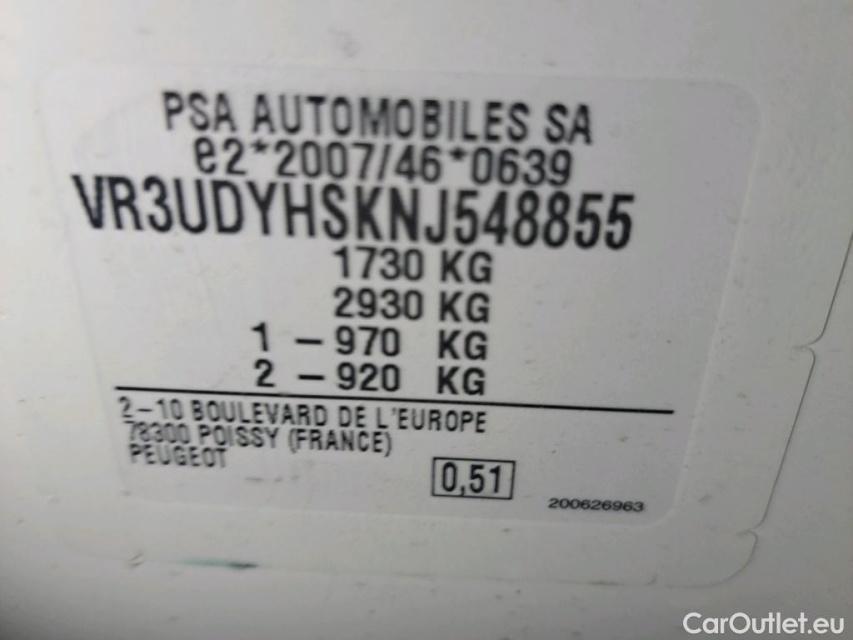 PSA AUTOMOBILES SA
e2*2007/46*0639
VR3UDYHSKNJ548855
1730 KG
2930 KG
1 -970 KG
2 -920 KG
2-10 BOULEVARD DE L'EUROPE
78300 POISSY (FRANCE)
PEUGEOT
0,51
200626963
CarOutlet.eu